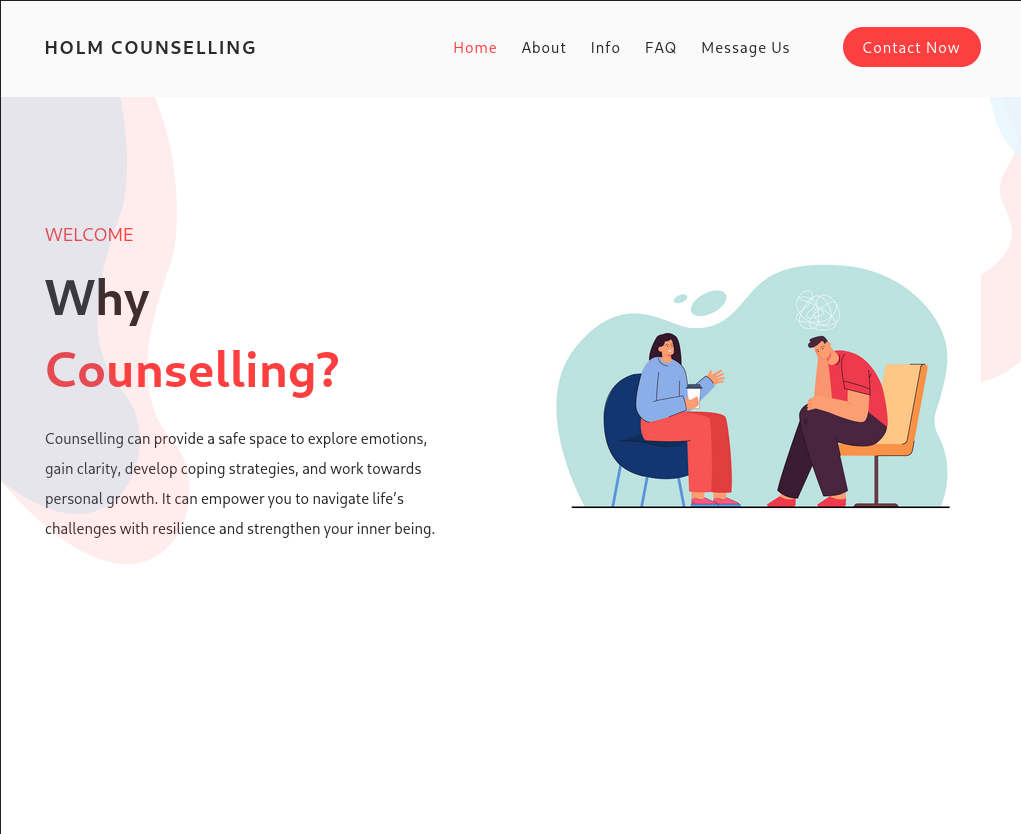 HOLM COUNSELLING
Home About Info FAQ Message Us Contact Now
WELCOME
Why
Counselling?
Counselling can provide a safe space to explore emotions,
gain clarity, develop coping strategies, and work towards
personal growth. It can empower you to navigate life’s
challenges with resilience and strengthen your inner being.